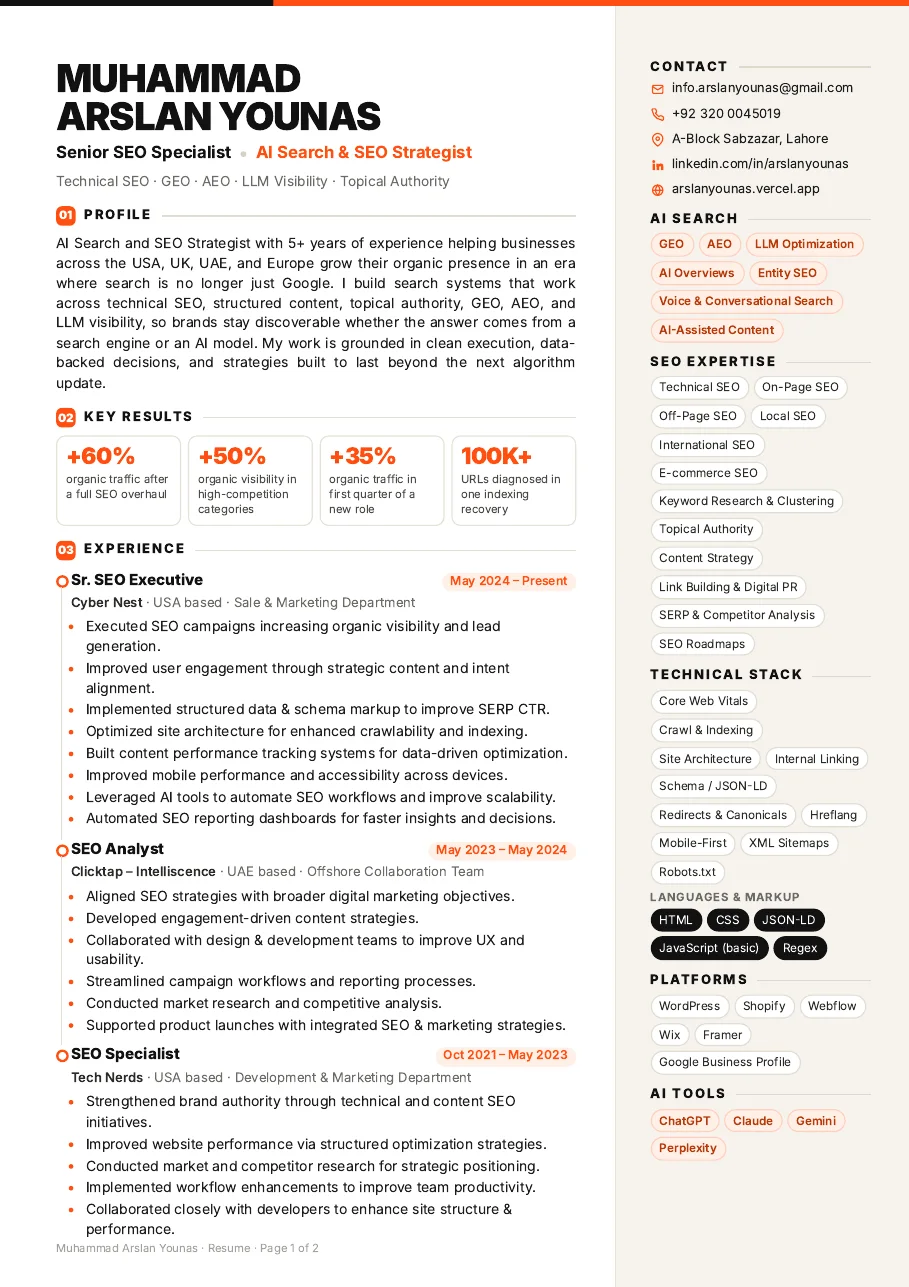 MUHAMMAD
ARSLAN YOUNAS
Senior SEO Specialist • AI Search & SEO Strategist
Technical SEO · GEO · AEO · LLM Visibility · Topical Authority
01 PROFILE
AI Search and SEO Strategist with 5+ years of experience helping businesses
across the USA, UK, UAE, and Europe grow their organic presence in an era
where search is no longer just Google. I build search systems that work
across technical SEO, structured content, topical authority, GEO, AEO, and
LLM visibility, so brands stay discoverable whether the answer comes from a
search engine or an AI model. My work is grounded in clean execution, data-
backed decisions, and strategies built to last beyond the next algorithm
update.
02 KEY RESULTS
+60%
organic traffic after
a full SEO overhaul
+50%
organic visibility in
high-competition
categories
+35%
organic traffic in
first quarter of a
new role
100K+
URLs diagnosed in
one indexing
recovery
03 EXPERIENCE
Sr. SEO Executive May 2024 – Present
Cyber Nest · USA based · Sale & Marketing Department
• Executed SEO campaigns increasing organic visibility and lead
generation.
• Improved user engagement through strategic content and intent
alignment.
• Implemented structured data & schema markup to improve SERP CTR.
• Optimized site architecture for enhanced crawlability and indexing.
• Built content performance tracking systems for data-driven optimization.
• Improved mobile performance and accessibility across devices.
• Leveraged AI tools to automate SEO workflows and improve scalability.
• Automated SEO reporting dashboards for faster insights and decisions.
SEO Analyst May 2023 – May 2024
Clicktap – Intelliscence · UAE based · Offshore Collaboration Team
• Aligned SEO strategies with broader digital marketing objectives.
• Developed engagement-driven content strategies.
• Collaborated with design & development teams to improve UX and
usability.
• Streamlined campaign workflows and reporting processes.
• Conducted market research and competitive analysis.
• Supported product launches with integrated SEO & marketing strategies.
SEO Specialist Oct 2021 – May 2023
Tech Nerds · USA based · Development & Marketing Department
• Strengthened brand authority through technical and content SEO
initiatives.
• Improved website performance via structured optimization strategies.
• Conducted market and competitor research for strategic positioning.
• Implemented workflow enhancements to improve team productivity.
• Collaborated closely with developers to enhance site structure &
performance.
Muhammad Arslan Younas · Resume · Page 1 of 2
CONTACT
info.arslanyounas@gmail.com
+92 320 0045019
A-Block Sabzazar, Lahore
linkedin.com/in/arslanyounas
arslanyounas.vercel.app
AI SEARCH
GEO AEO LLM Optimization
AI Overviews Entity SEO
Voice & Conversational Search
AI-Assisted Content
SEO EXPERTISE
Technical SEO On-Page SEO
Off-Page SEO Local SEO
International SEO
E-commerce SEO
Keyword Research & Clustering
Topical Authority
Content Strategy
Link Building & Digital PR
SERP & Competitor Analysis
SEO Roadmaps
TECHNICAL STACK
Core Web Vitals
Crawl & Indexing
Site Architecture Internal Linking
Schema / JSON-LD
Redirects & Canonicals Hreflang
Mobile-First XML Sitemaps
Robots.txt
LANGUAGES & MARKUP
HTML CSS JSON-LD
JavaScript (basic) Regex
PLATFORMS
WordPress Shopify Webflow
Wix Framer
Google Business Profile
AI TOOLS
ChatGPT Claude Gemini
Perplexity